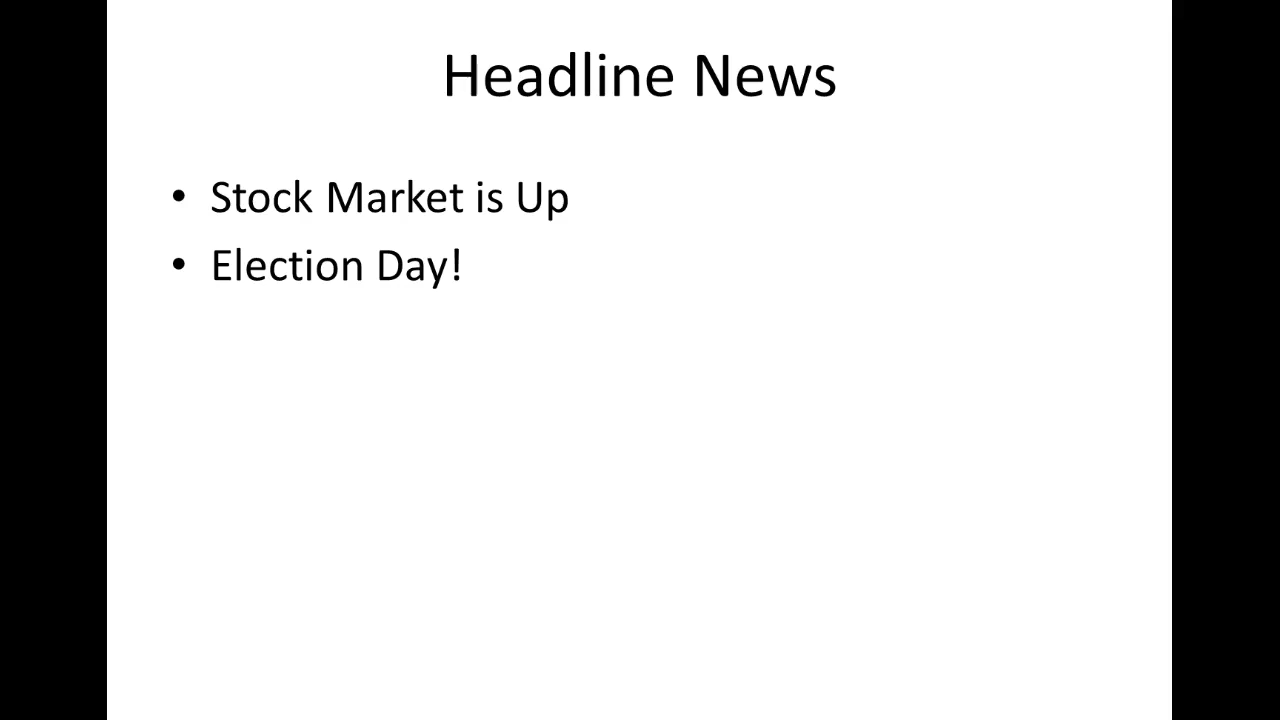 Headline News
• Stock Market is Up
• Election Day!